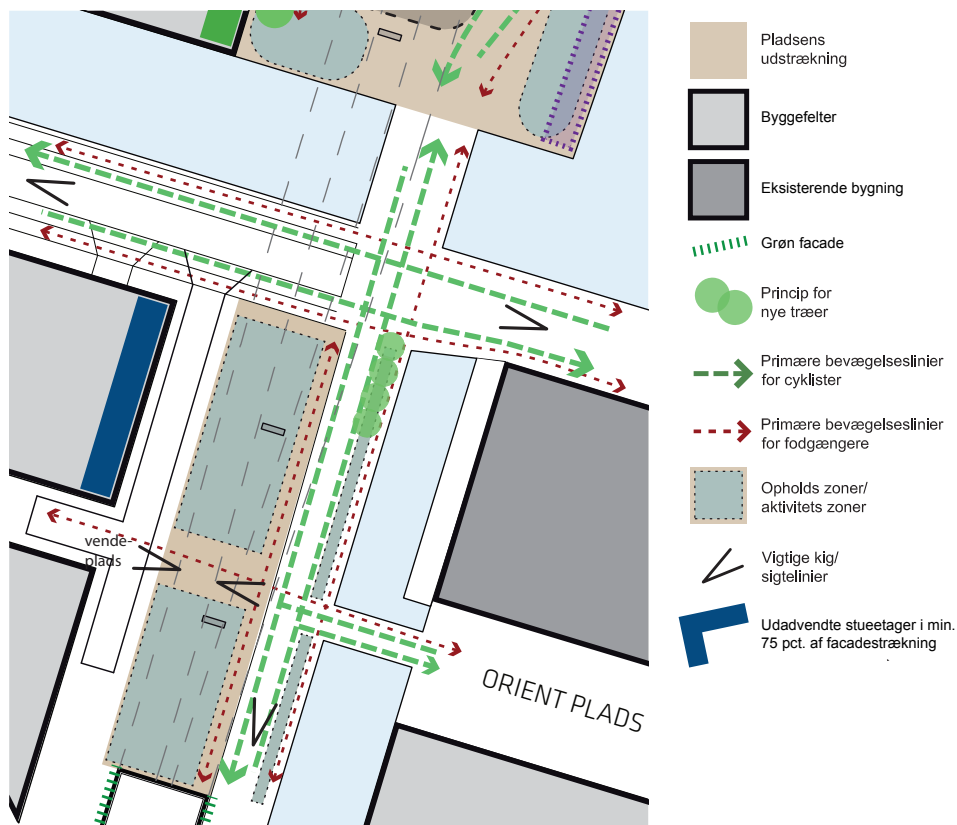 vende-
plads
ORIENT PLADS
Pladsens
udstrækning
Byggefelter
Eksisterende bygning
Grøn facade
Princip for
nye træer
Primære bevægelseslinier
for cyklister
Primære bevægelseslinier
for fodgængere
Opholds zoner/
aktivitets zoner
Vigtige kig/
sigtelinier
Udadvendte stueetager i min.
75 pct. af facadestrækning